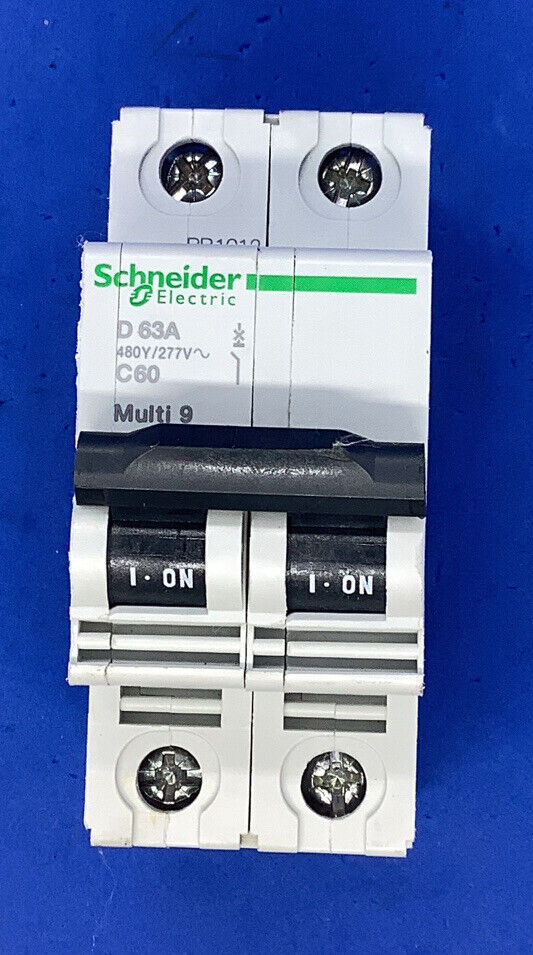 Schneider
Electric
D 63A
480Y/277V~
C60
Multi 9
I · ON I · ON